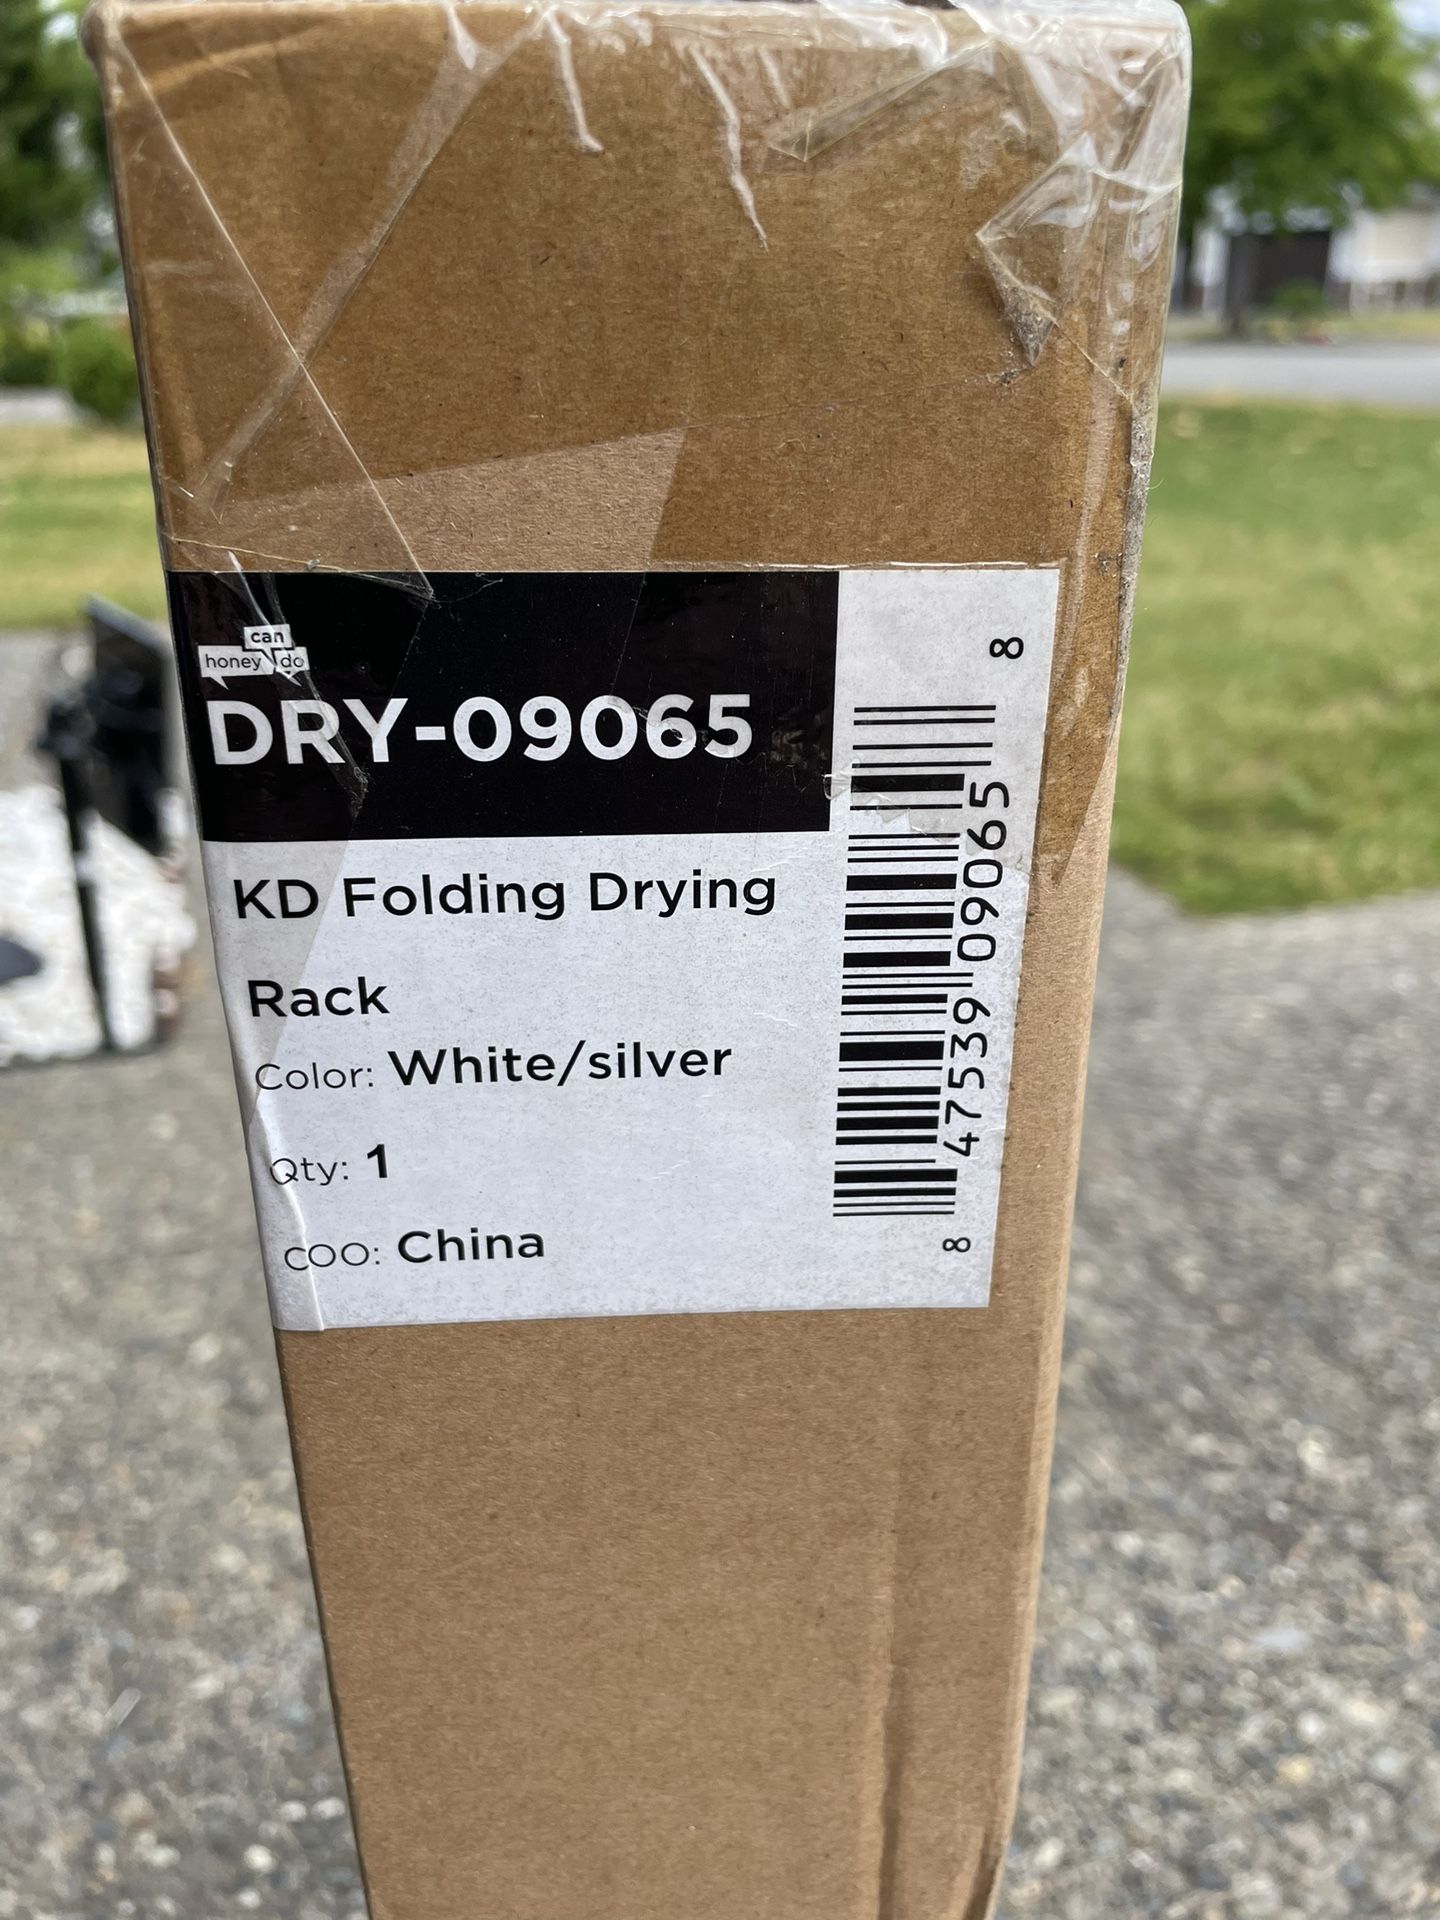 honey can do
DRY-09065
KD Folding Drying
Rack
Color: White/silver
Qty: 1
COO: China
8 47539 09065 8